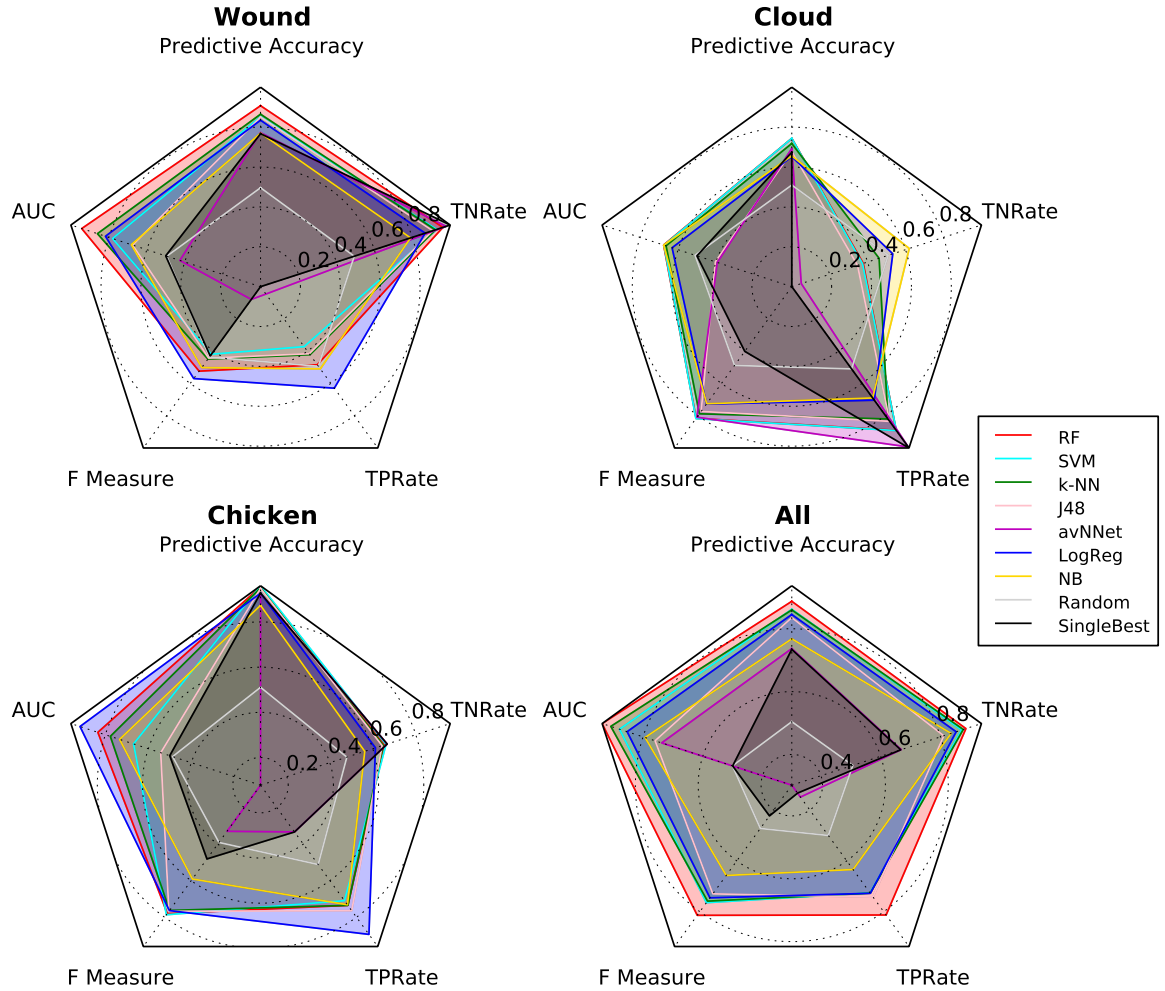 Wound
Predictive Accuracy
AUC
TNRate
0.8
0.6
0.4
0.2
F Measure
TPRate
Cloud
Predictive Accuracy
AUC
TNRate
0.8
0.6
0.4
0.2
F Measure
TPRate
RF
SVM
k-NN
J48
avNNet
LogReg
NB
Random
SingleBest
Chicken
Predictive Accuracy
AUC
TNRate
0.8
0.6
0.4
0.2
F Measure
TPRate
All
Predictive Accuracy
AUC
TNRate
0.8
0.6
0.4
F Measure
TPRate